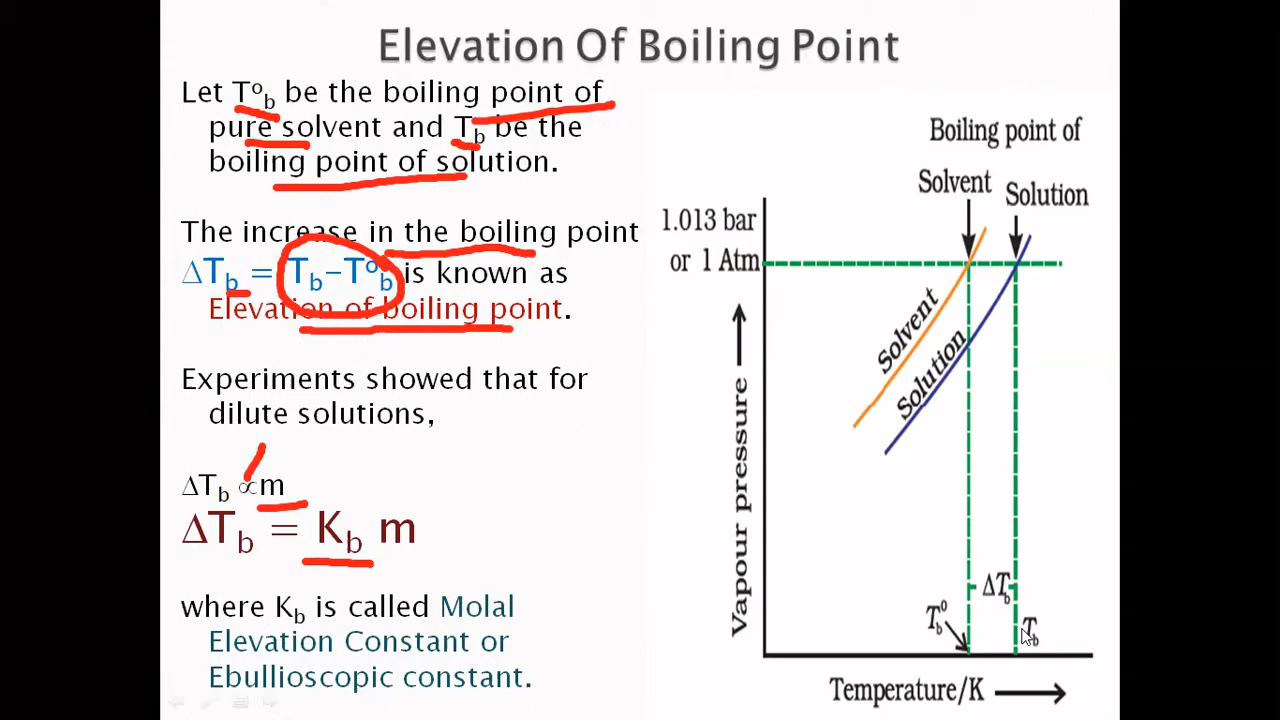 Elevation Of Boiling Point
Let T°b be the boiling point of
pure solvent and Tb be the
boiling point of solution.
The increase in the boiling point
ΔTb = Tb–T°b is known as
Elevation of boiling point.
Experiments showed that for
dilute solutions,
ΔTb ∝m
ΔTb = Kb m
where Kb is called Molal
Elevation Constant or
Ebullioscopic constant.
Boiling point of
Solvent
Solution
1.013 bar
or 1 Atm
Solvent
Solution
Vapour pressure
ΔTb
T°b
Tb
Temperature/K